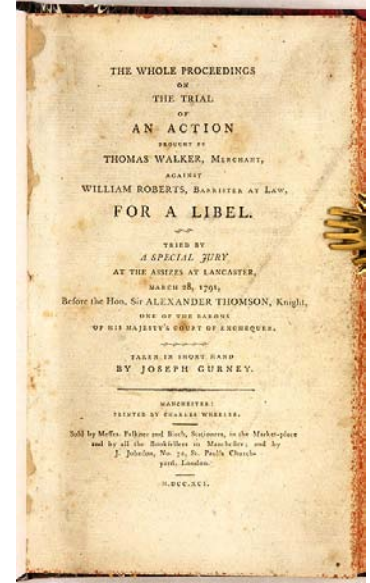 THE WHOLE PROCEEDINGS
ON
THE TRIAL
OF
AN ACTION
BROUGHT BY
THOMAS WALKER, MERCHANT,
AGAINST
WILLIAM ROBERTS, BARRISTER AT LAW,
FOR A LIBEL.
TRIED BY
A SPECIAL JURY
AT THE ASSIZES AT LANCASTER,
MARCH 28, 1791,
Before the Hon. Sir ALEXANDER THOMSON, Knight,
ONE OF THE BARONS
OF HIS MAJESTY'S COURT OF EXCHEQUER.
TAKEN IN SHORT HAND
BY JOSEPH GURNEY.
MANCHESTER:
PRINTED BY CHARLES WHEELER.
Sold by Messrs. Falkner and Birch, Stationers, in the Market-place
and by all the Booksellers in Manchester; and by
J. Johnson, No. 72, St. Paul's Church-
yard, London.
M.DCC.XCI.